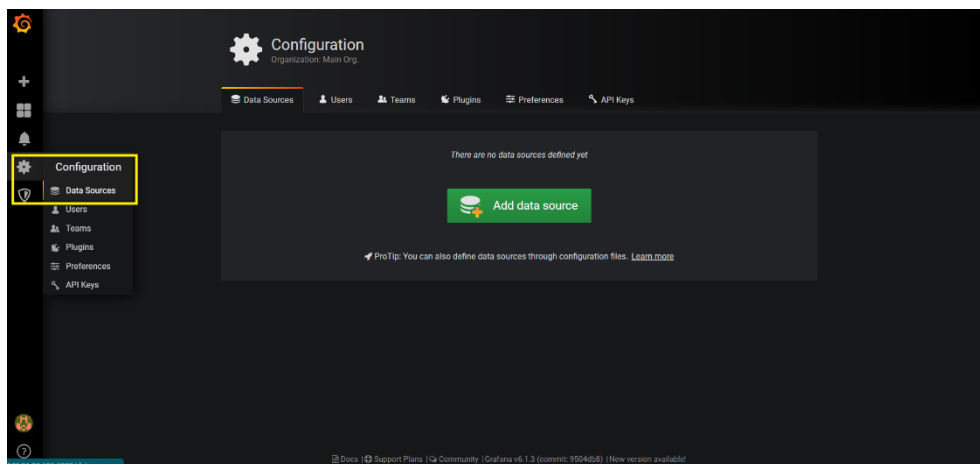 Configuration
Organization: Main Org.
Data Sources Users Teams Plugins Preferences API Keys
There are no data sources defined yet
Add data source
ProTip: You can also define data sources through configuration files. Learn more
Configuration
Data Sources
Users
Teams
Plugins
Preferences
API Keys
Docs | Support Plans | Community | Grafana v6.1.3 (commit: 9504db8) | New version available!